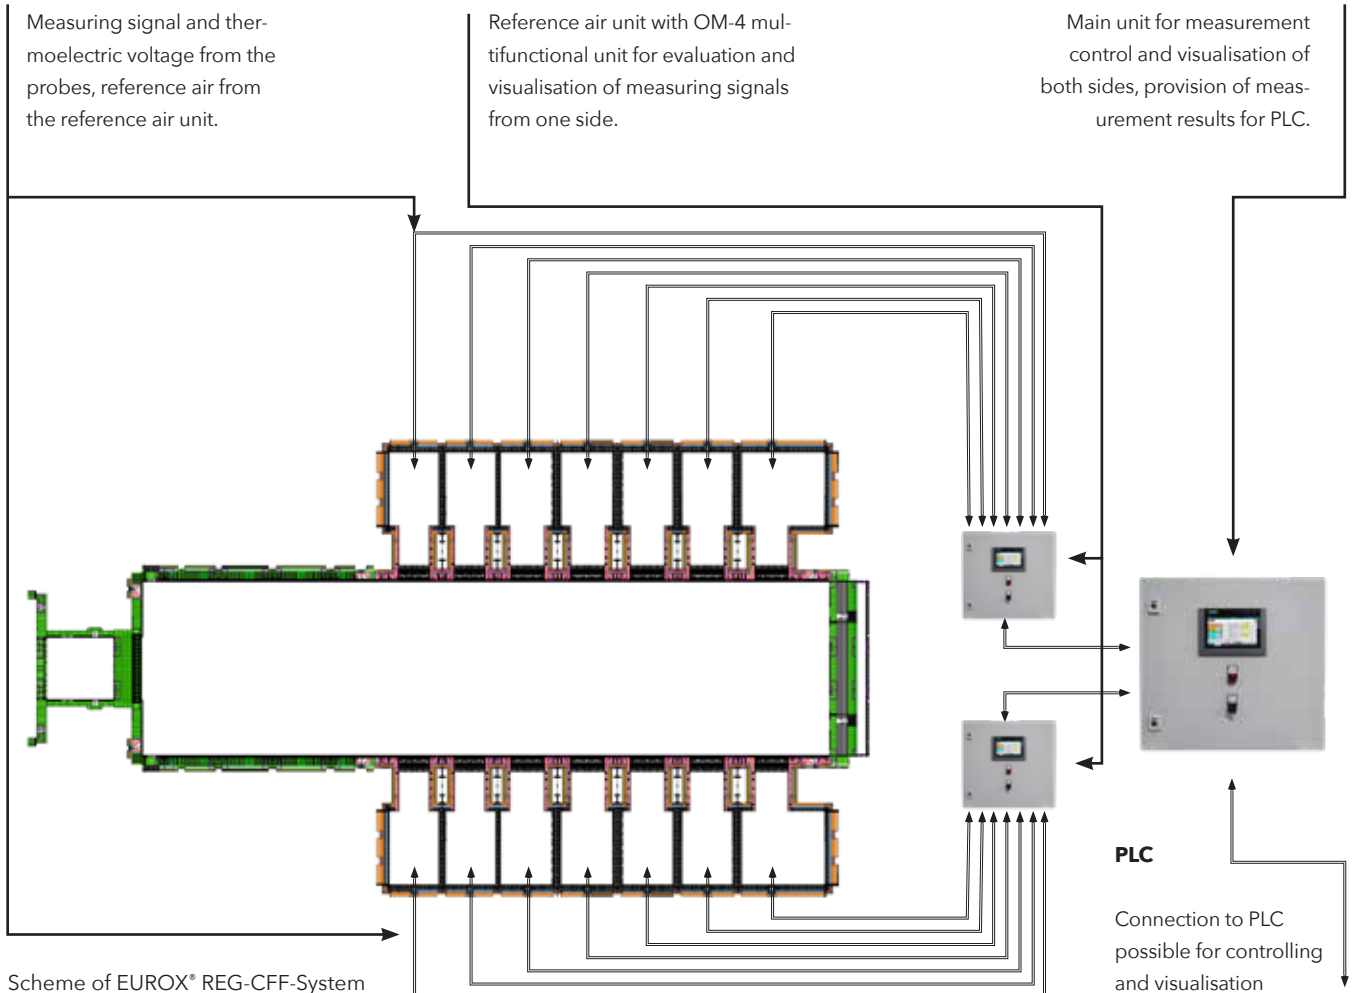 Measuring signal and ther-
moelectric voltage from the
probes, reference air from
the reference air unit.
Reference air unit with OM-4 mul-
tifunctional unit for evaluation and
visualisation of measuring signals
from one side.
Main unit for measurement
control and visualisation of
both sides, provision of meas-
urement results for PLC.
PLC
Connection to PLC
possible for controlling
and visualisation
Scheme of EUROX® REG-CFF-System